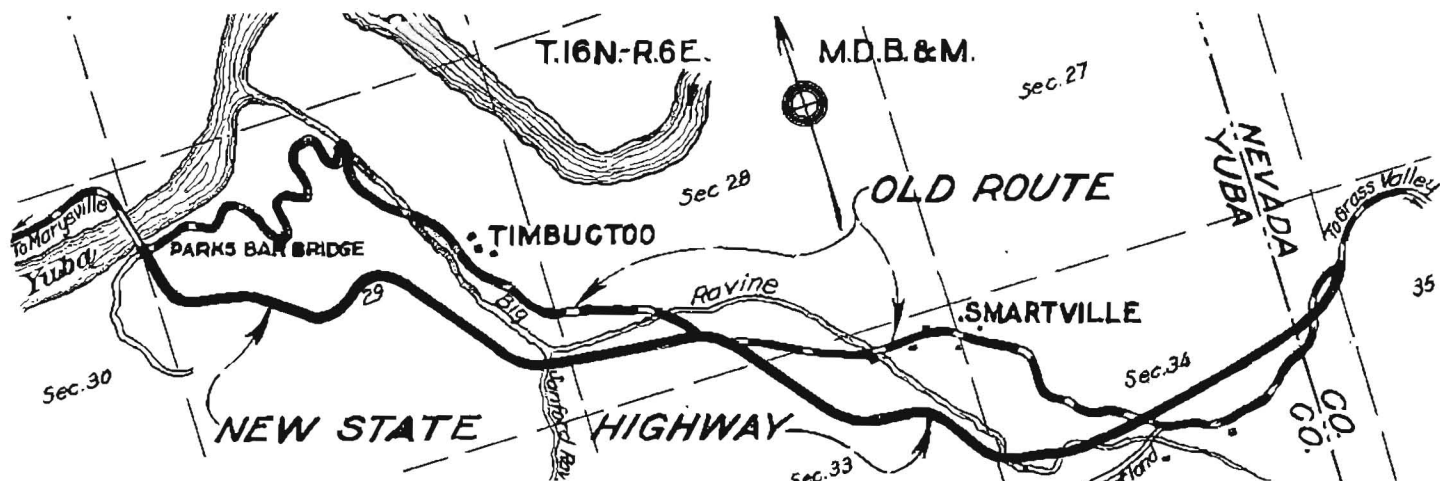 T.16N.-R.6E.
M.D.B.&M.
Sec. 27
NEVADA
YUBA
Sec 28
OLD ROUTE
To Grass Valley
To Marysville
Yuba
PARKS BAR BRIDGE
TIMBUCTOO
29
Big
Ravine
SMARTVILLE
35
Sec. 30
Sec. 34
NEW STATE
HIGHWAY
CO.
CO.
Sec. 33